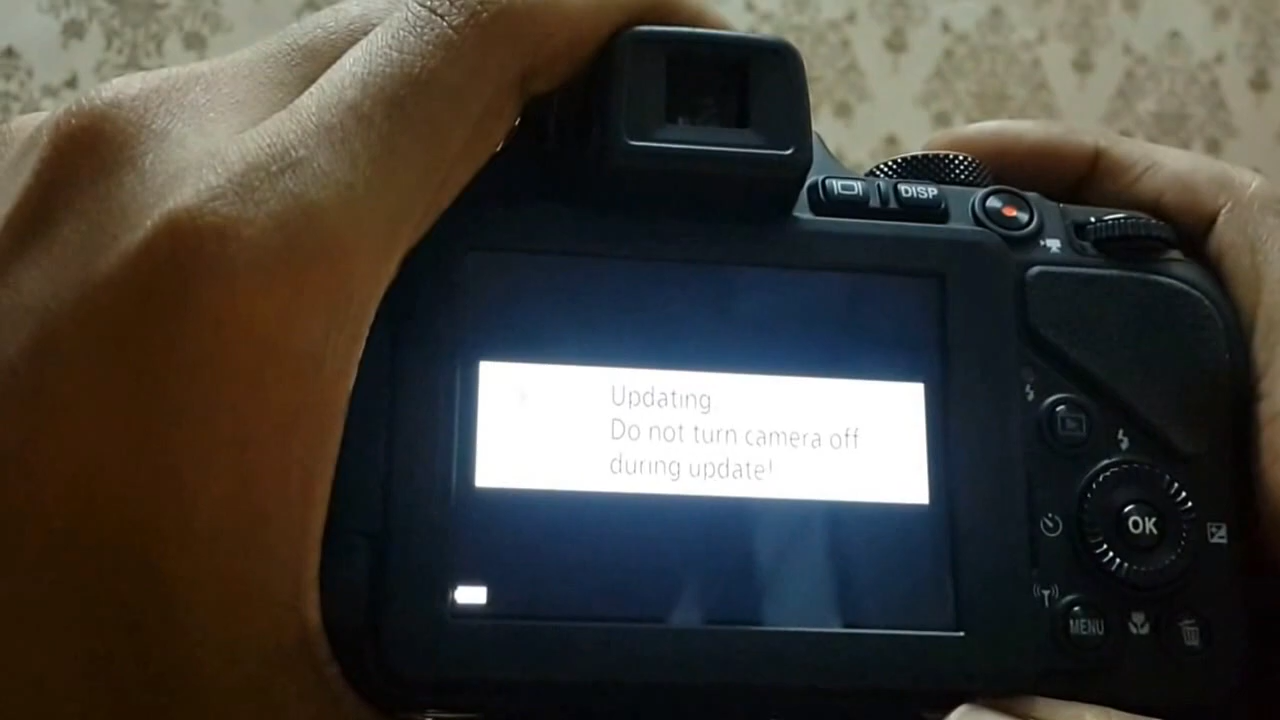 DISP
Updating.
Do not turn camera off
during update!
OK
MENU